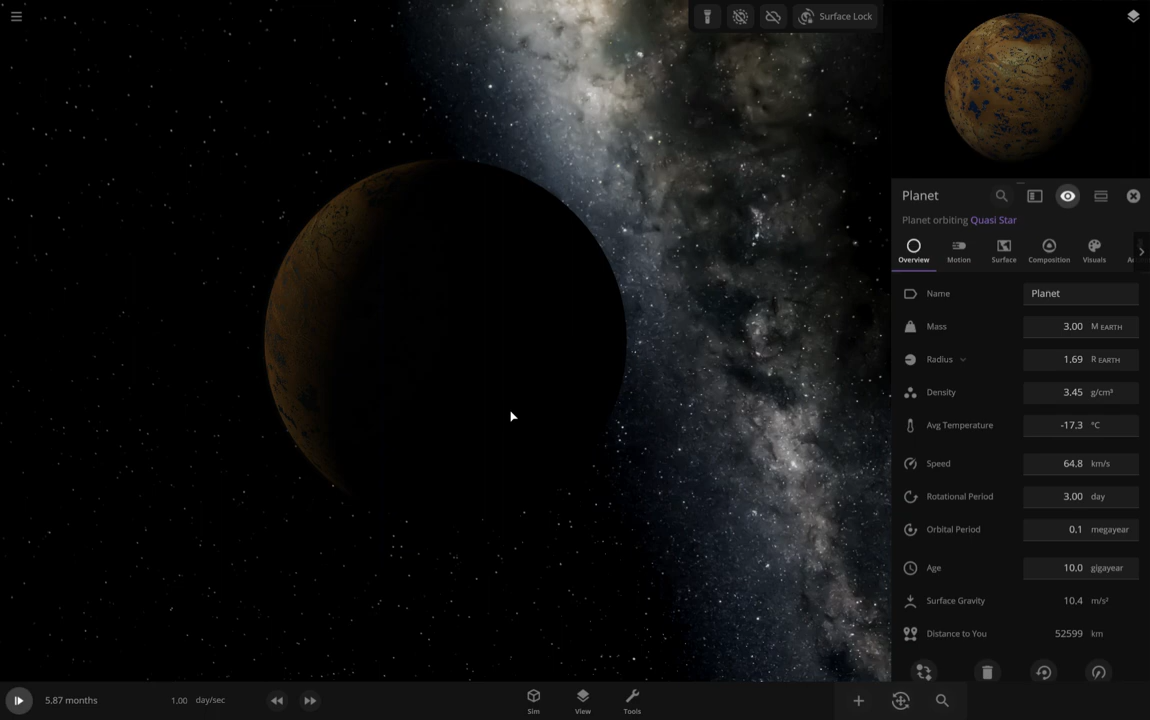 Surface Lock
Planet
Planet orbiting Quasi Star
Overview Motion Surface Composition Visuals
Name Planet
Mass 3.00 M EARTH
Radius 1.69 R EARTH
Density 3.45 g/cm³
Avg Temperature -17.3 °C
Speed 64.8 km/s
Rotational Period 3.00 day
Orbital Period 0.1 megayear
Age 10.0 gigayear
Surface Gravity 10.4 m/s²
Distance to You 52599 km
5.87 months 1.00 day/sec Sim View Tools